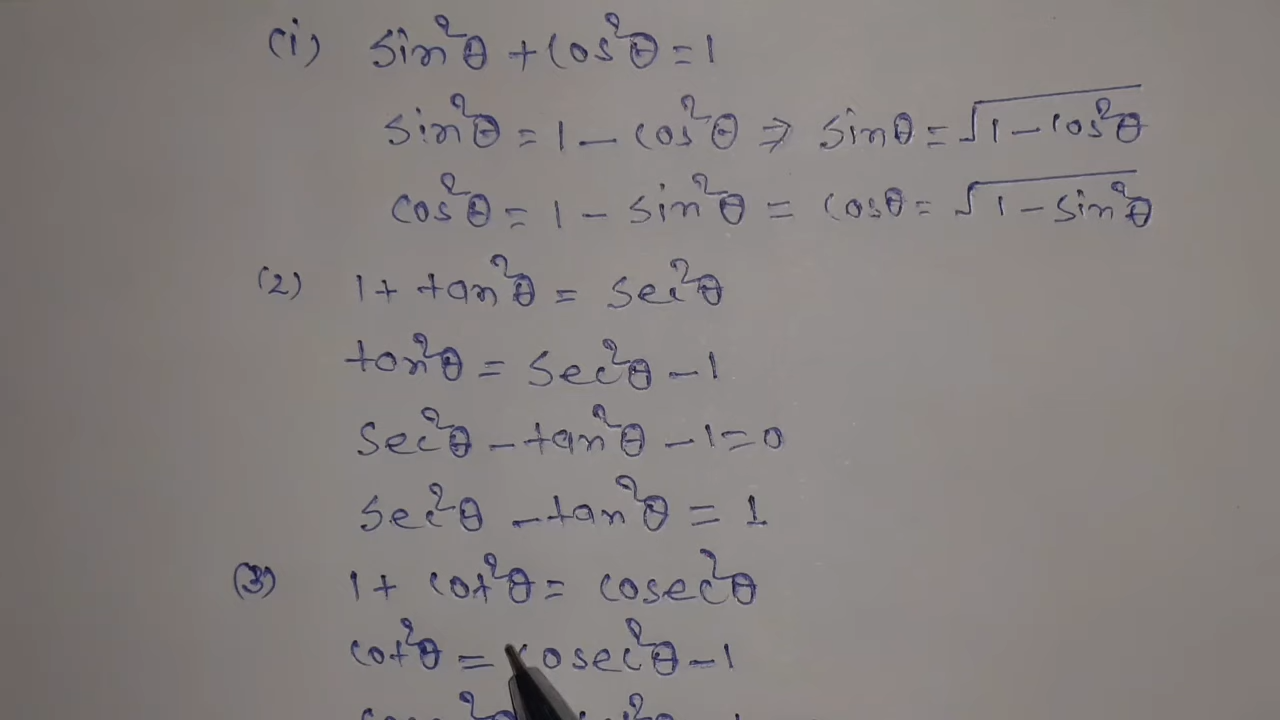 (i) sin²θ + cos²θ = 1
sin²θ = 1 - cos²θ ⇒ sinθ = √1 - cos²θ
cos²θ = 1 - sin²θ = cosθ = √1 - sin²θ
(2) 1 + tan²θ = sec²θ
tan²θ = sec²θ - 1
sec²θ - tan²θ - 1 = 0
sec²θ - tan²θ = 1
(3) 1 + cot²θ = cosec²θ
cot²θ = cosec²θ - 1